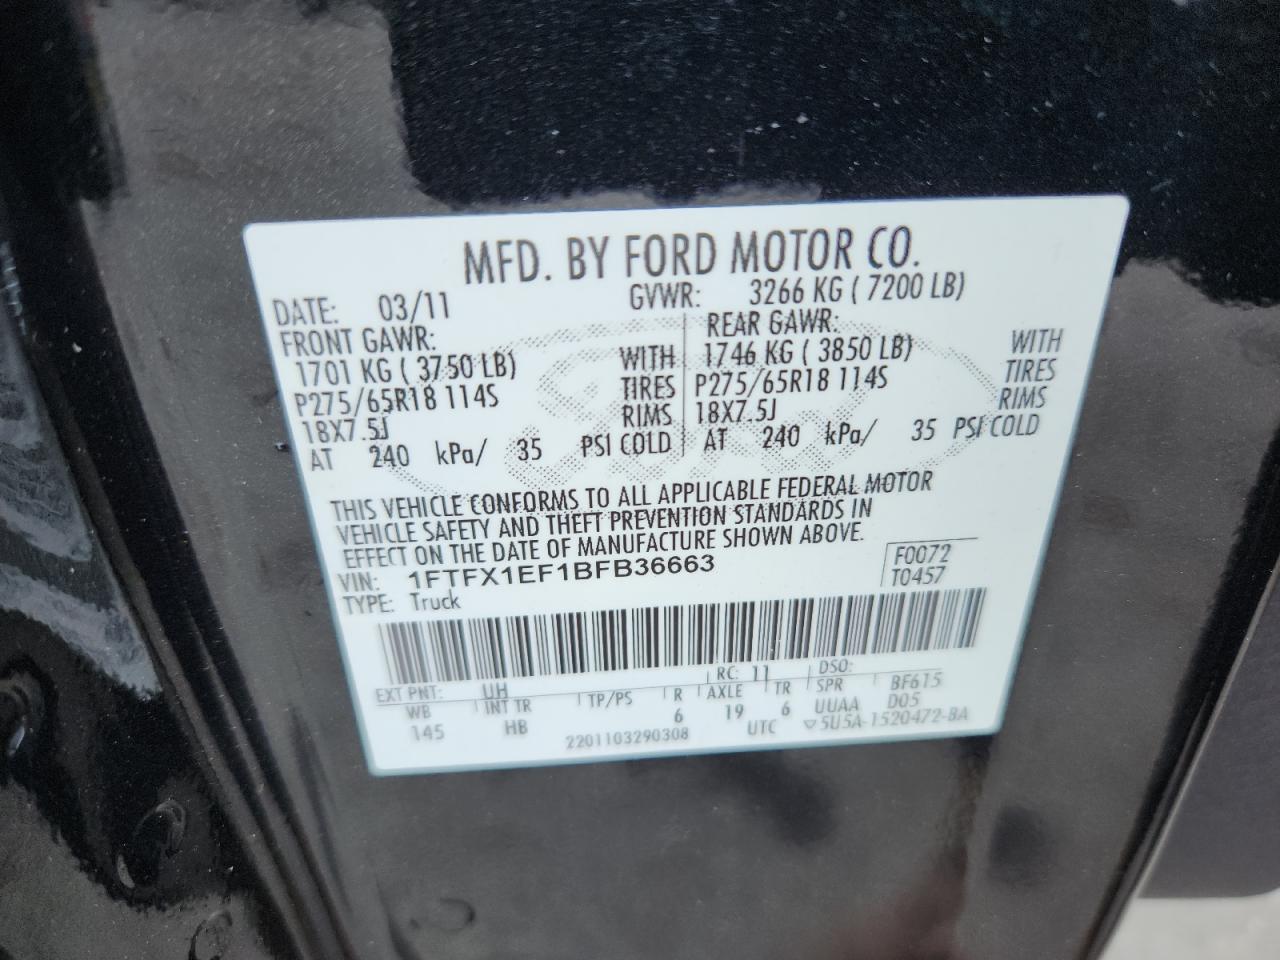 MFD. BY FORD MOTOR CO.
DATE: 03/11 GVWR: 3266 KG ( 7200 LB)
FRONT GAWR: REAR GAWR:
1701 KG ( 3750 LB) WITH 1746 KG ( 3850 LB) WITH
P275/65R18 114S TIRES P275/65R18 114S TIRES
18X7.5J RIMS 18X7.5J RIMS
AT 240 kPa/ 35 PSI COLD AT 240 kPa/ 35 PSI COLD
THIS VEHICLE CONFORMS TO ALL APPLICABLE FEDERAL MOTOR
VEHICLE SAFETY AND THEFT PREVENTION STANDARDS IN
EFFECT ON THE DATE OF MANUFACTURE SHOWN ABOVE.
VIN: 1FTFX1EF1BFB36663 F0072
TYPE: Truck T0457
EXT PNT: UH RC: 11 DSO:
WB INT TR TP/PS R AXLE TR SPR BF615
145 HB 6 19 6 UUAA D05
2201103290308 UTC ▽5U5A-1520472-BA